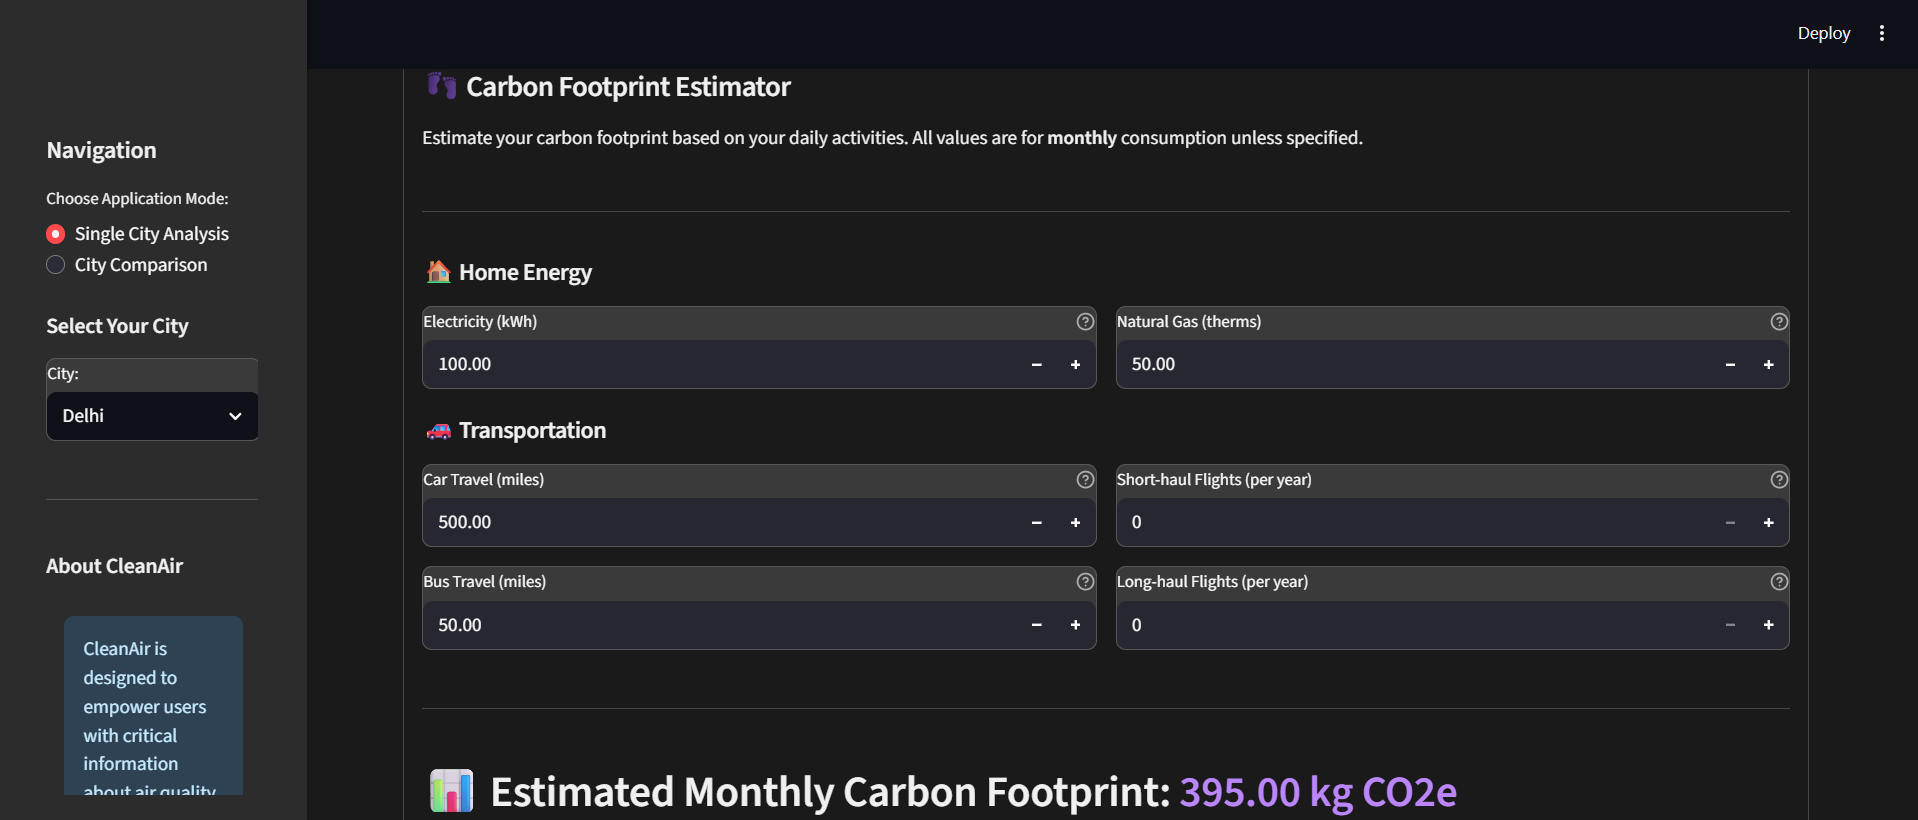 Deploy
Navigation
Choose Application Mode:
Single City Analysis
City Comparison
Select Your City
City:
Delhi
About CleanAir
CleanAir is
designed to
empower users
with critical
information
about air quality
Carbon Footprint Estimator
Estimate your carbon footprint based on your daily activities. All values are for monthly consumption unless specified.
Home Energy
Electricity (kWh)
100.00
Natural Gas (therms)
50.00
Transportation
Car Travel (miles)
500.00
Short-haul Flights (per year)
0
Bus Travel (miles)
50.00
Long-haul Flights (per year)
0
Estimated Monthly Carbon Footprint: 395.00 kg CO2e